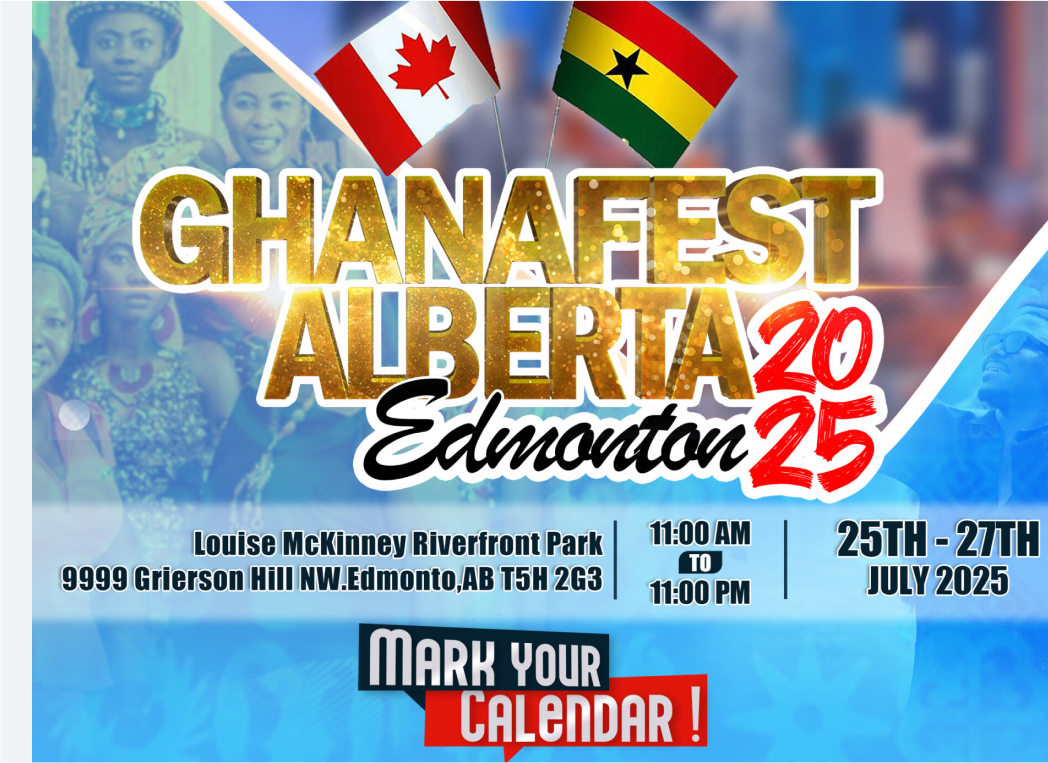 GHANAFEST
ALBERTA
2025
Edmonton
Louise McKinney Riverfront Park
9999 Grierson Hill NW.Edmonto,AB T5H 2G3
11:00 AM
TO
11:00 PM
25TH - 27TH
JULY 2025
MARK YOUR
CALENDAR !